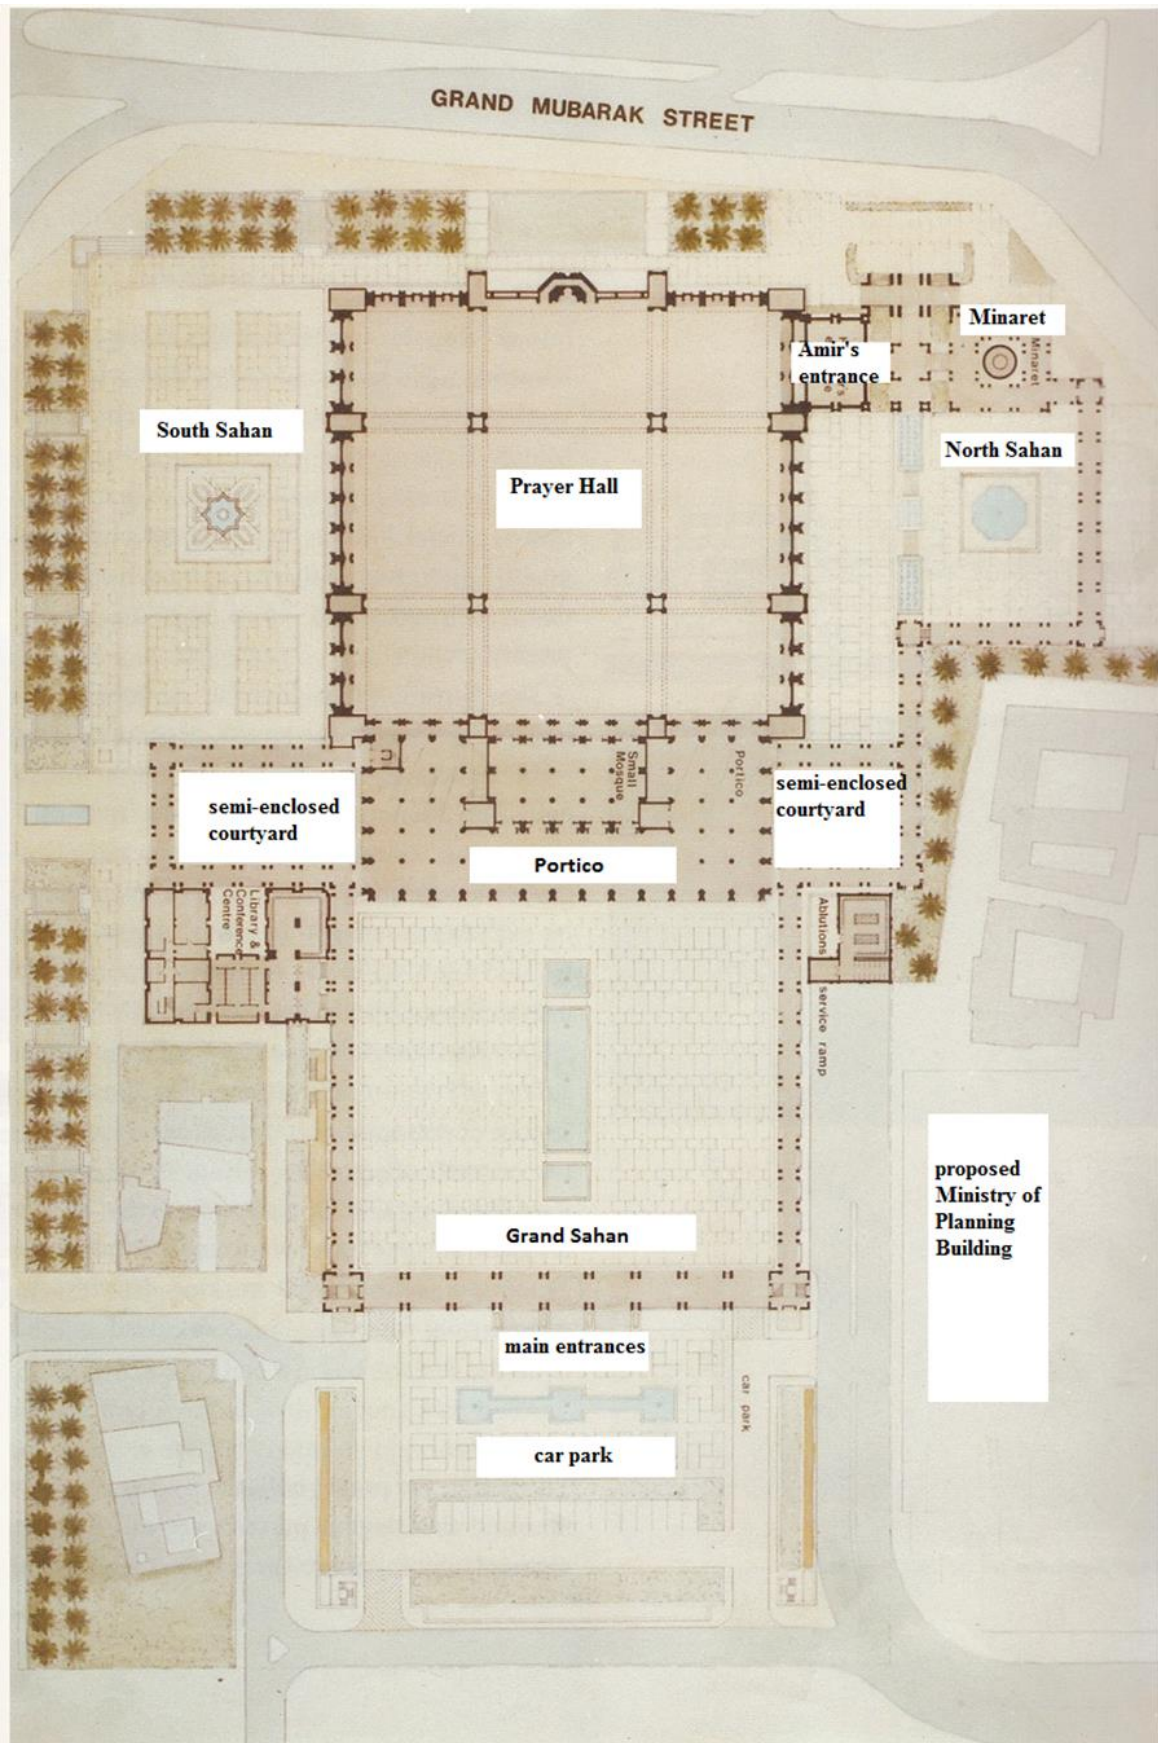 GRAND MUBARAK STREET
Minaret
Minaret
Amir's
entrance
South Sahan
North Sahan
Prayer Hall
Small
Mosque
Portico
semi-enclosed
courtyard
semi-enclosed
courtyard
Portico
Library &
Conference
Centre
Ablutions
service ramp
proposed
Ministry of
Planning
Building
Grand Sahan
main entrances
car park
car park